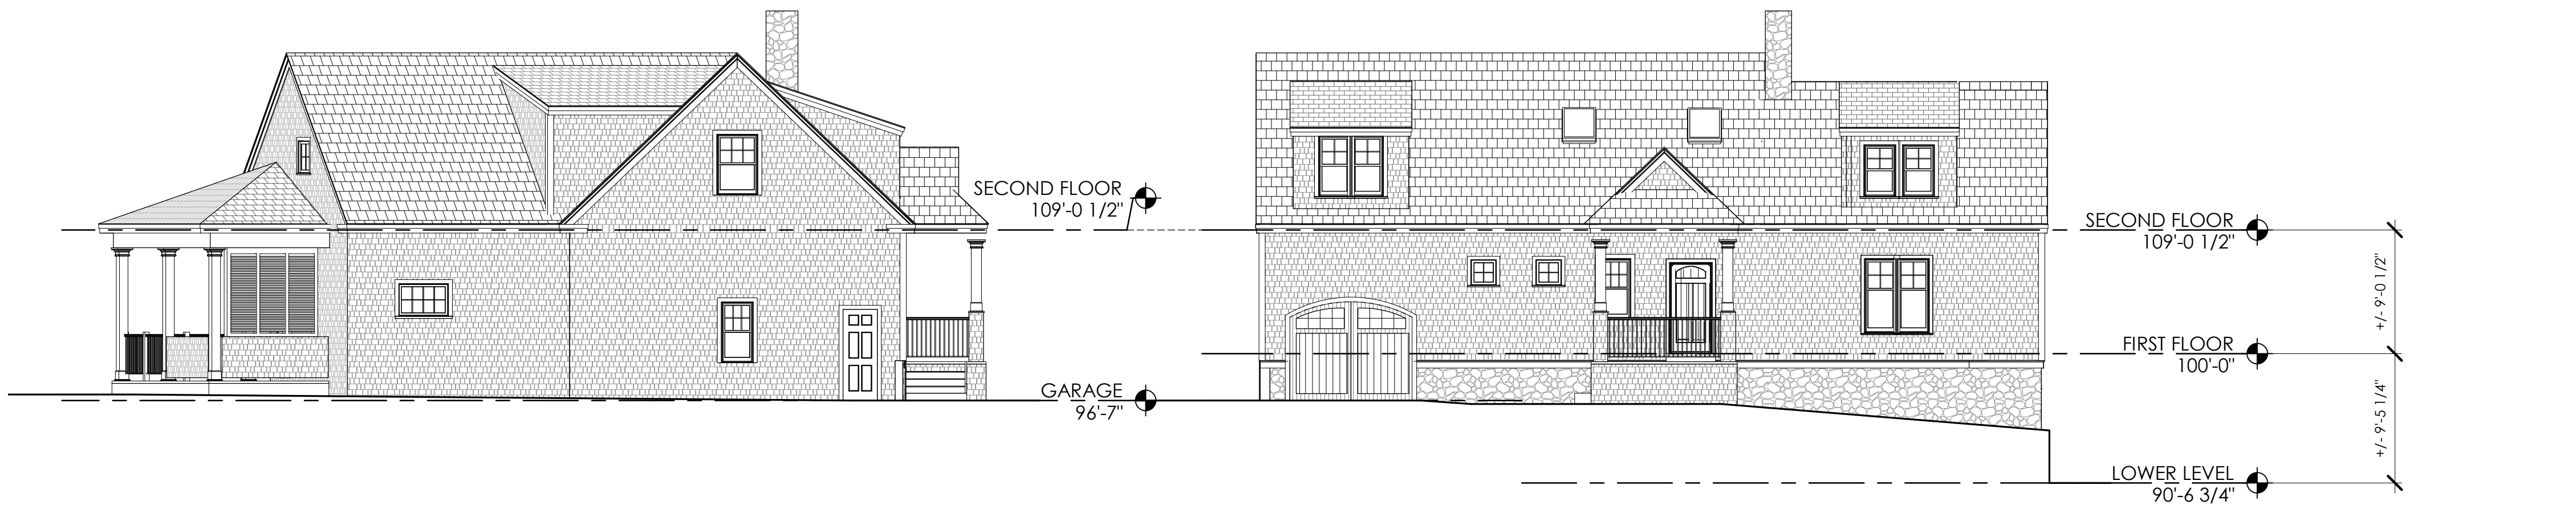 SECOND FLOOR
109'-0 1/2"
GARAGE
96'-7"
SECOND FLOOR
109'-0 1/2"
FIRST FLOOR
100'-0"
LOWER LEVEL
90'-6 3/4"
+/- 9'-0 1/2"
+/- 9'-5 1/4"